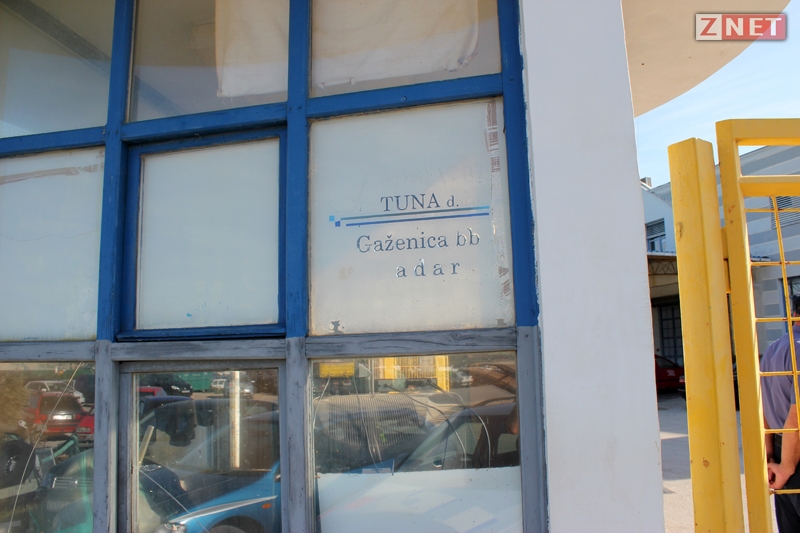 ZNET
TUNA d.
Gaženica bb
adar